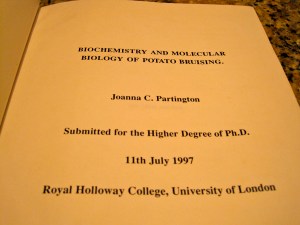 BIOCHEMISTRY AND MOLECULAR
BIOLOGY OF POTATO BRUISING.
Joanna C. Partington
Submitted for the Higher Degree of Ph.D.
11th July 1997
Royal Holloway College, University of London